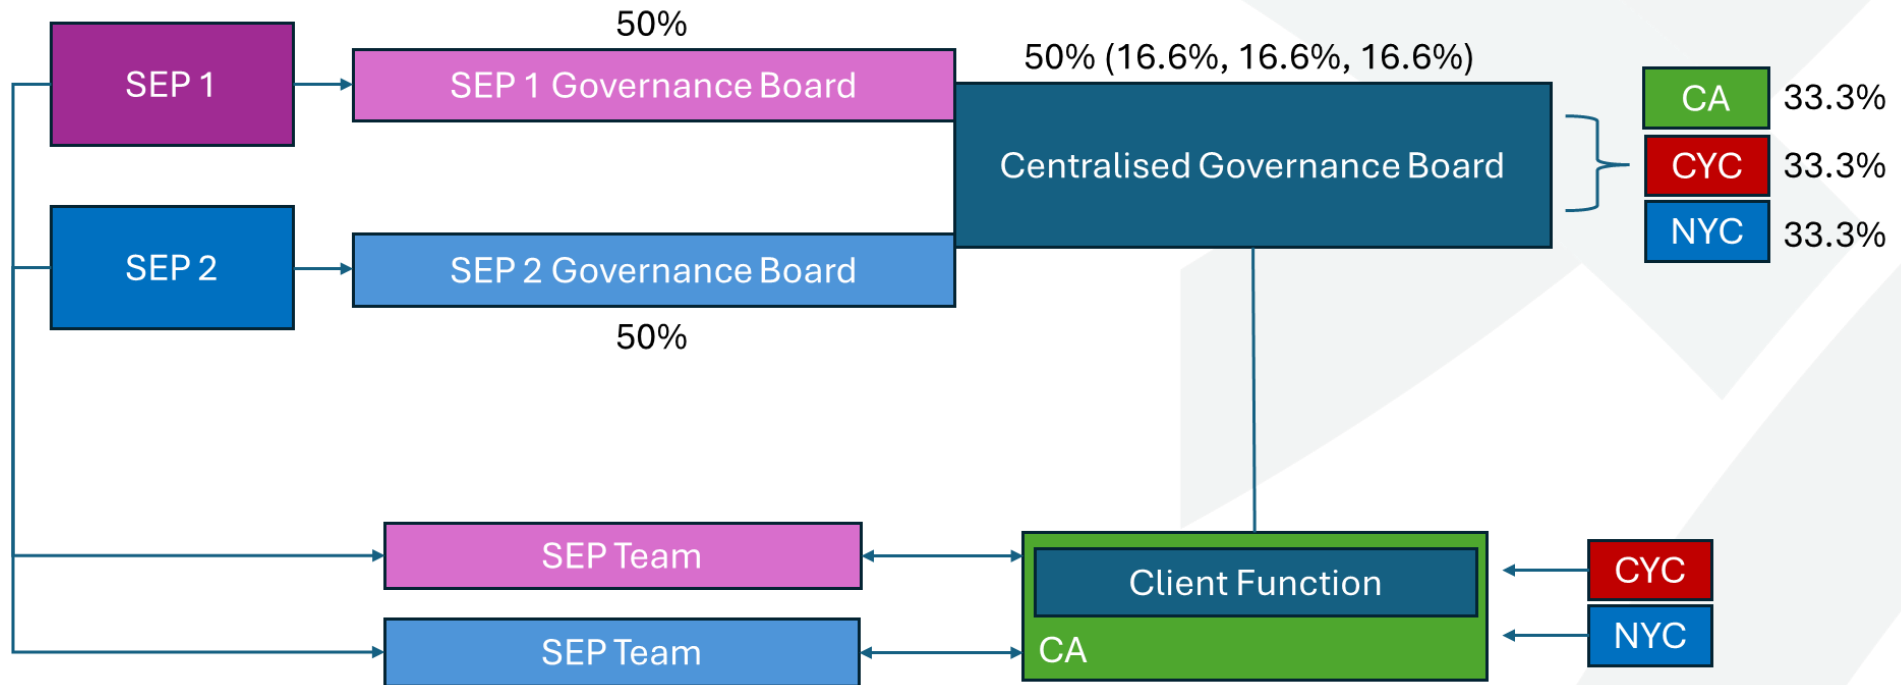 50%
SEP 1
SEP 1 Governance Board
50% (16.6%, 16.6%, 16.6%)
CA
33.3%
Centralised Governance Board
CYC
33.3%
NYC
33.3%
SEP 2
SEP 2 Governance Board
50%
SEP Team
Client Function
CYC
SEP Team
CA
NYC